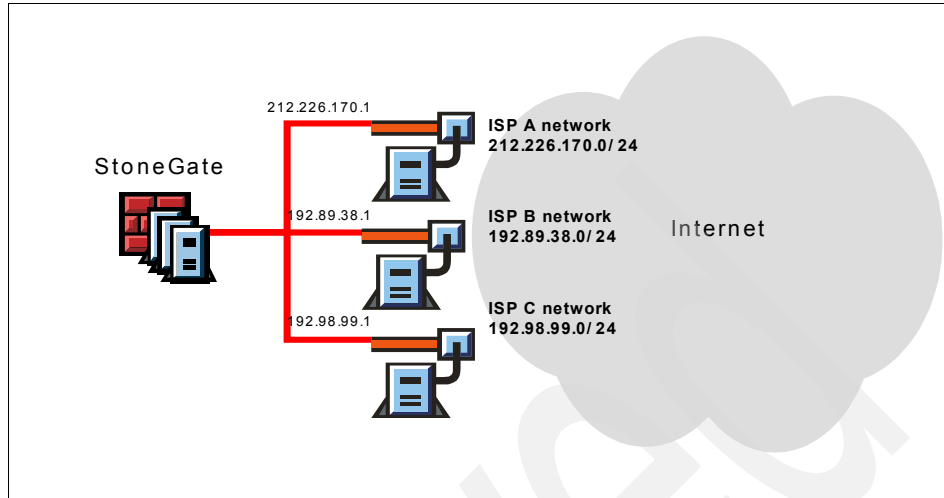 212.226.170.1
ISP A network
212.226.170.0/24
StoneGate
192.89.38.1
ISP B network
192.89.38.0/24
Internet
192.98.99.1
ISP C network
192.98.99.0/24